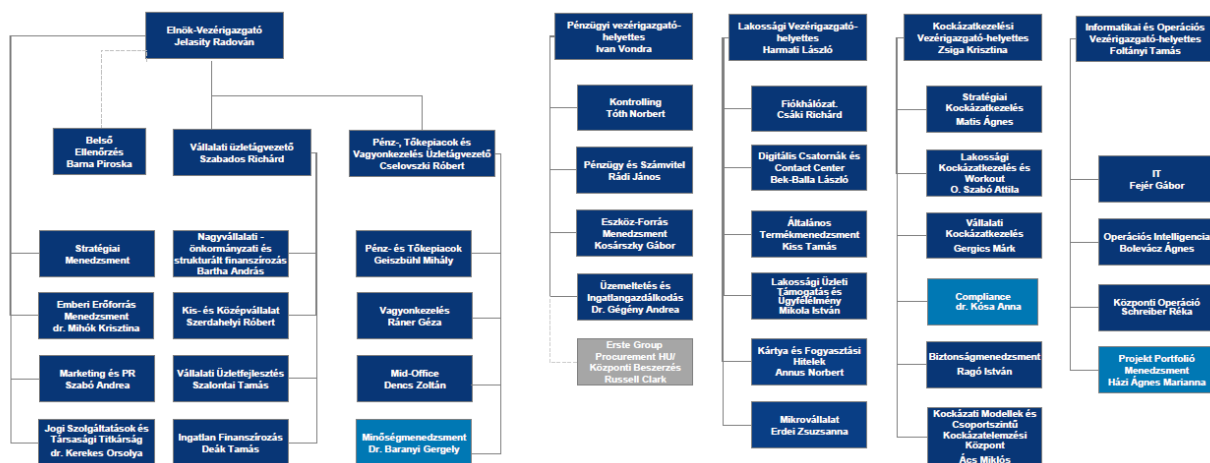 Elnök-Vezérigazgató
Jelasity Radován
Belső
Ellenőrzés
Barna Piroska
Vállalati üzletágvezető
Szabados Richárd
Pénz-, Tőkepiacok és
Vagyonkezelés Üzletágvezető
Cselovszki Róbert
Stratégiai
Menedzsment
Emberi Erőforrás
Menedzsment
dr. Mihók Krisztina
Marketing és PR
Szabó Andrea
Jogi Szolgáltatások és
Társasági Titkárság
dr. Kerekes Orsolya
Nagyvállalati -
önkormányzati és
strukturált finanszírozás
Bartha András
Kis- és Középvállalat
Szerdahelyi Róbert
Vállalati Üzletfejlesztés
Szalontai Tamás
Ingatlan Finanszírozás
Deák Tamás
Pénz- és Tőkepiacok
Geiszbühl Mihály
Vagyonkezelés
Ráner Géza
Mid-Office
Dencs Zoltán
Minőségmenedzsment
Dr. Baranyi Gergely
Pénzügyi vezérigazgató-
helyettes
Ivan Vondra
Kontrolling
Tóth Norbert
Pénzügy és Számvitel
Rádi János
Eszköz-Forrás
Menedzsment
Kosárszky Gábor
Üzemeltetés és
Ingatlangazdálkodás
Dr. Gégény Andrea
Erste Group
Procurement HU/
Központi Beszerzés
Russell Clark
Lakossági Vezérigazgató-
helyettes
Harmati László
Fiókhálózat.
Csáki Richárd
Digitális Csatornák és
Contact Center
Bek-Balla László
Általános
Termékmenedzsment
Kiss Tamás
Lakossági Üzleti
Támogatás és
Ügyfélélmény
Mikola István
Kártya és Fogyasztási
Hitelek
Annus Norbert
Mikrovállalat
Erdei Zsuzsanna
Kockázatkezelési
Vezérigazgató-helyettes
Zsiga Krisztina
Stratégiai
Kockázatkezelés
Matis Ágnes
Lakossági
Kockázatkezelés és
Workout
O. Szabó Attila
Vállalati
Kockázatkezelés
Gergics Márk
Compliance
dr. Kósa Anna
Biztonságmenedzsment
Ragó István
Kockázati Modellek és
Csoportszintű
Kockázatelemzési
Központ
Ács Miklós
Informatikai és Operációs
Vezérigazgató-helyettes
Foltányi Tamás
IT
Fejér Gábor
Operációs Intelligencia
Bolevácz Ágnes
Központi Operáció
Schreiber Réka
Projekt Portfolió
Menedzsment
Házi Ágnes Marianna